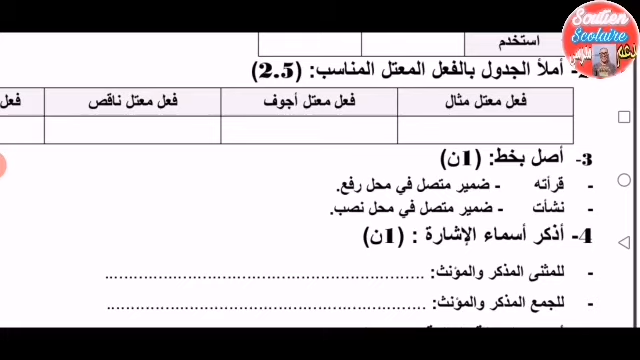 Soutien
Scolaire
استخدم
- أملأ الجدول بالفعل المعتل المناسب: (2.5)
فعل معتل مثال
فعل معتل أجوف
فعل معتل ناقص
فعل
3- أصل بخط: (1ن)
- قرأته - ضمير متصل في محل رفع.
- نشأت - ضمير متصل في محل نصب.
4- أذكر أسماء الإشارة : (1ن)
- للمثنى المذكر والمؤنث: ................................................
- للجمع المذكر والمؤنث: ................................................